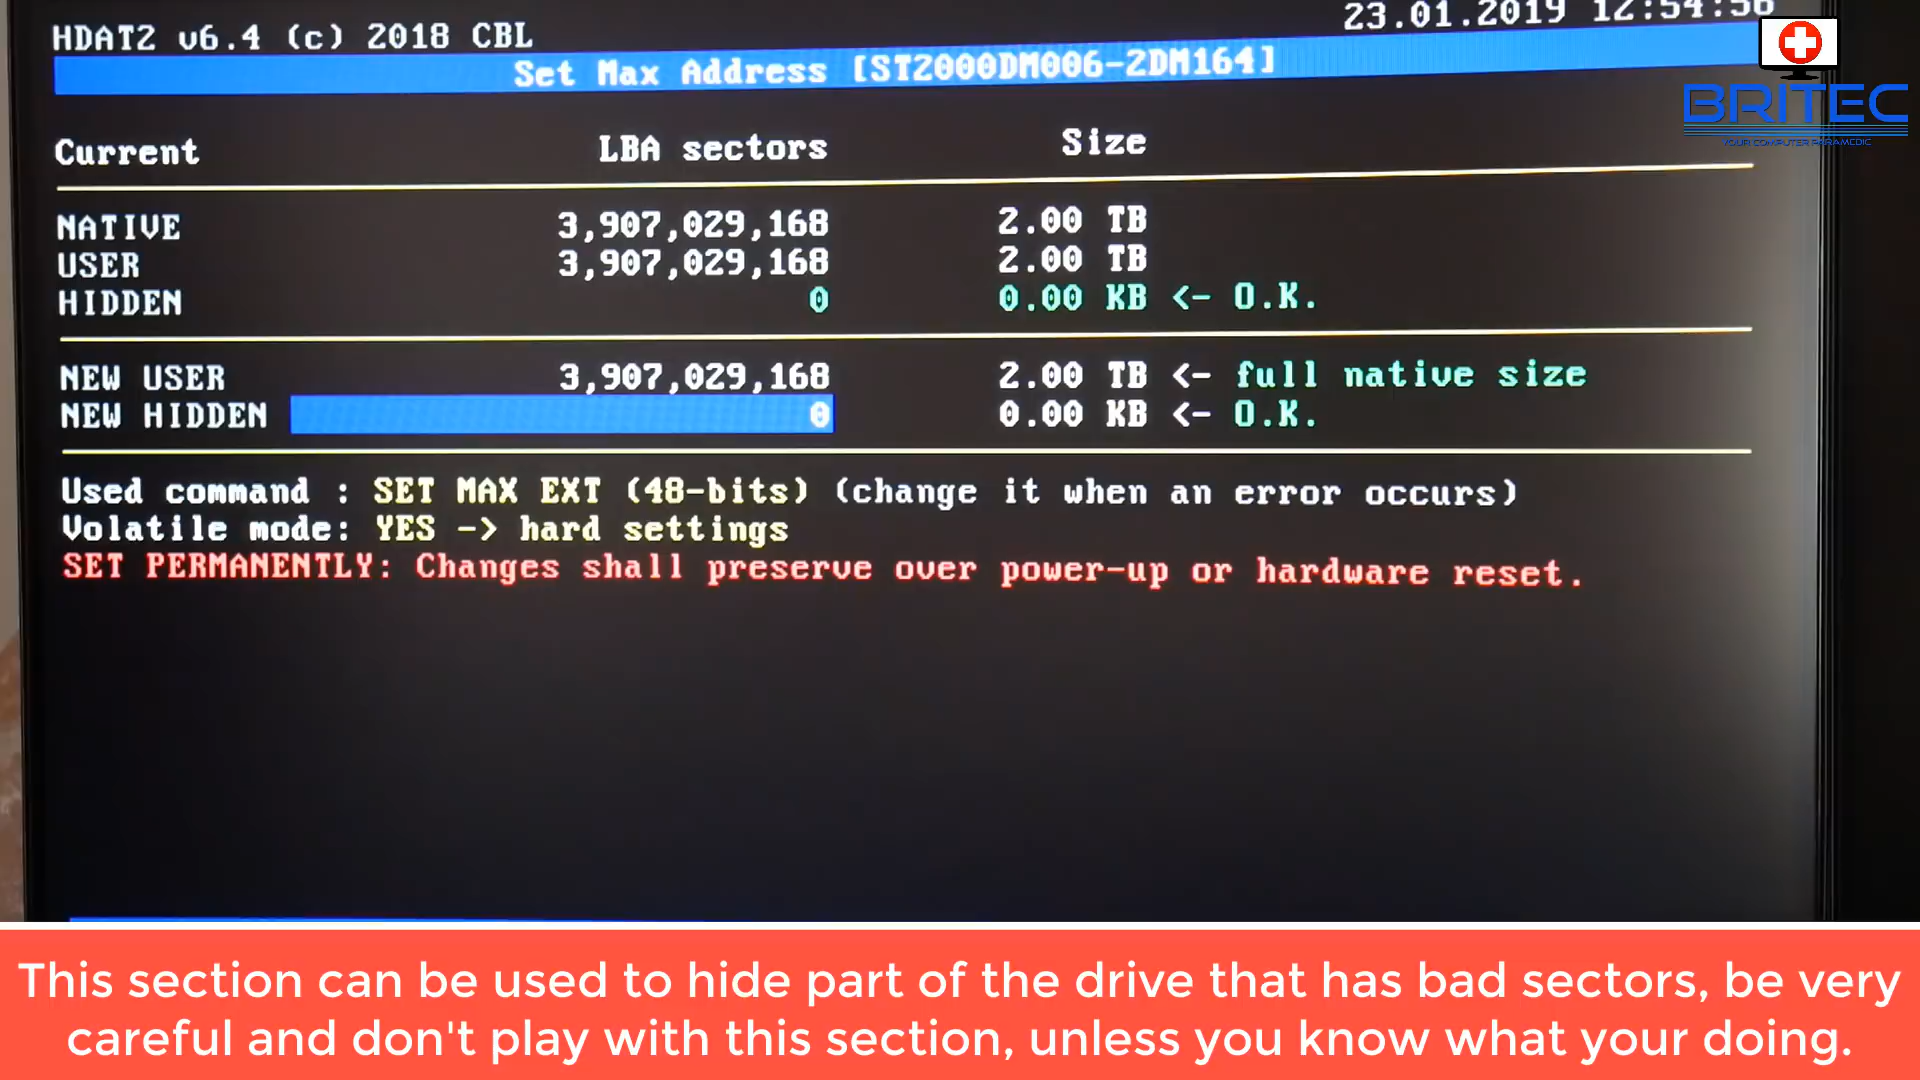 HDAT2 v6.4 (c) 2018 CBL 23.01.2019 12:54:56
Set Max Address [ST2000DM006-2DM164]
Current LBA sectors Size
NATIVE 3,907,029,168 2.00 TB
USER 3,907,029,168 2.00 TB
HIDDEN 0 0.00 KB <- O.K.
NEW USER 3,907,029,168 2.00 TB <- full native size
NEW HIDDEN 0 0.00 KB <- O.K.
Used command : SET MAX EXT (48-bits) (change it when an error occurs)
Volatile mode: YES -> hard settings
SET PERMANENTLY: Changes shall preserve over power-up or hardware reset.
BRITEC
YOUR COMPUTER PARAMEDIC
This section can be used to hide part of the drive that has bad sectors, be very
careful and don't play with this section, unless you know what your doing.